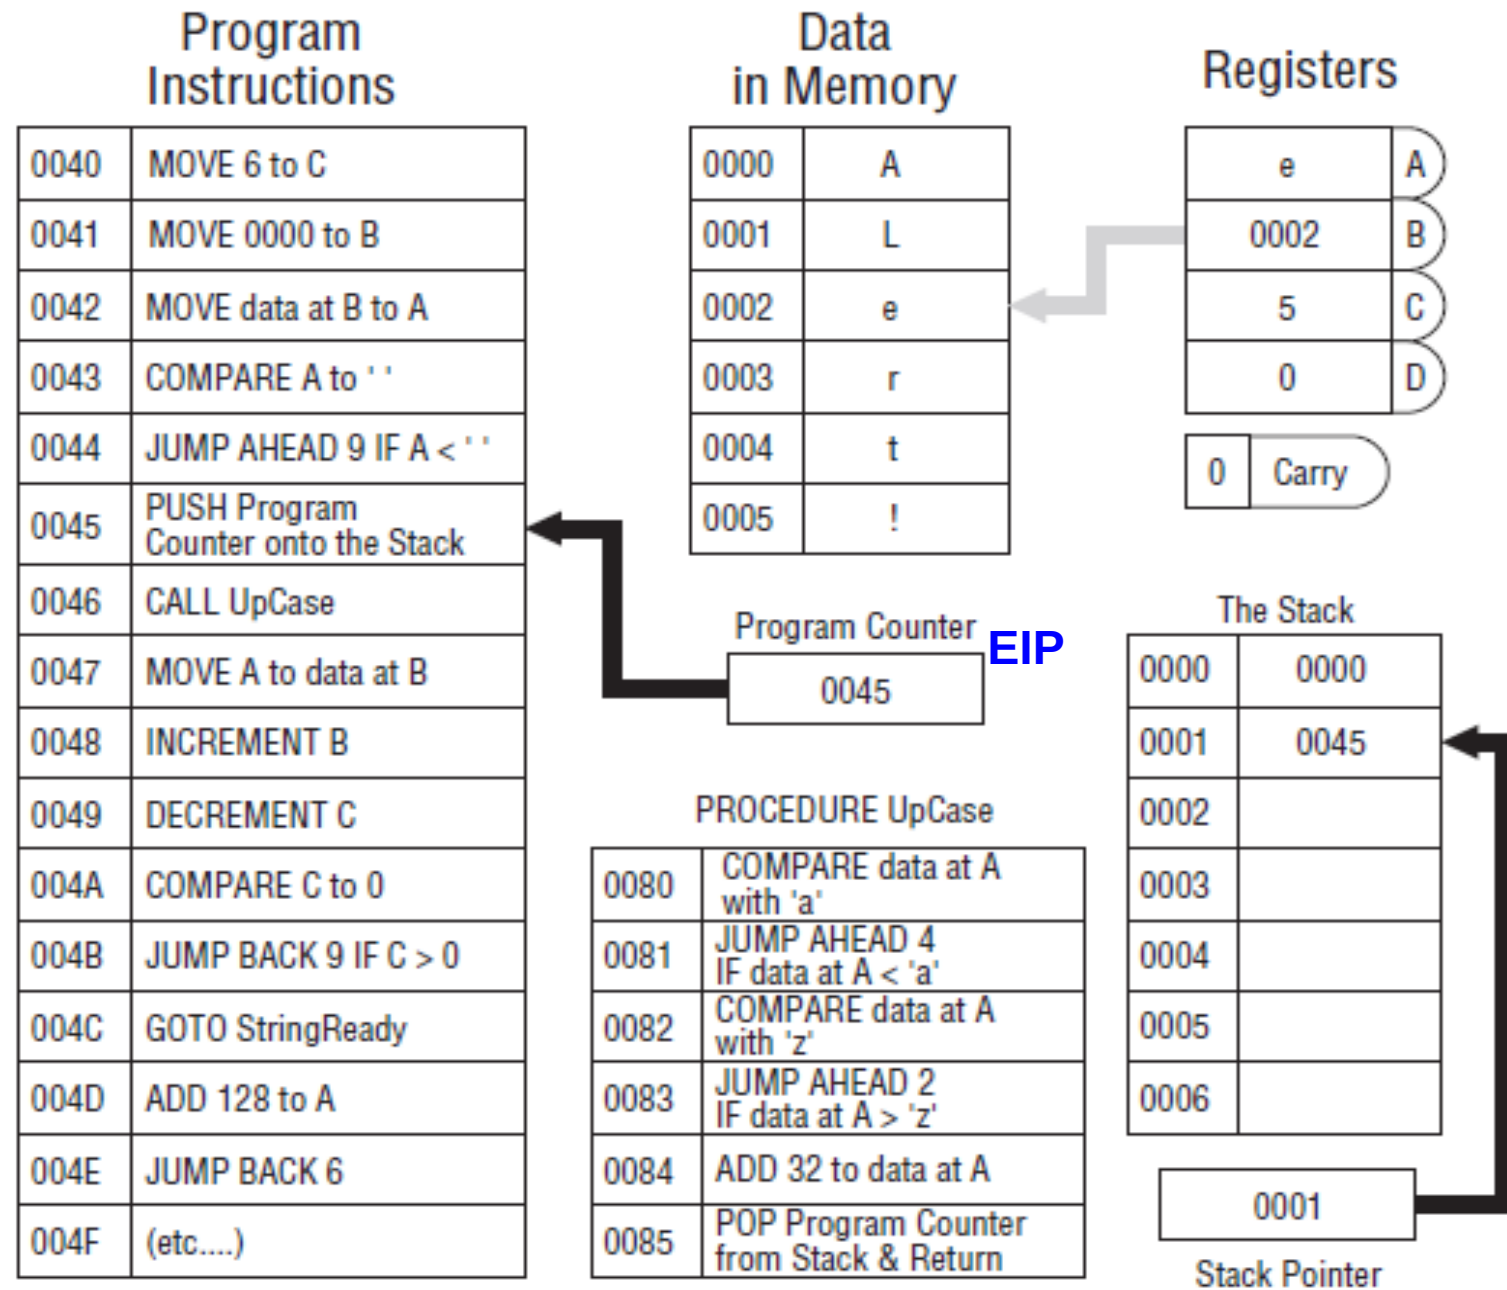 Program
Instructions
0040 MOVE 6 to C
0041 MOVE 0000 to B
0042 MOVE data at B to A
0043 COMPARE A to ' '
0044 JUMP AHEAD 9 IF A < ' '
0045 PUSH Program
Counter onto the Stack
0046 CALL UpCase
0047 MOVE A to data at B
0048 INCREMENT B
0049 DECREMENT C
004A COMPARE C to 0
004B JUMP BACK 9 IF C > 0
004C GOTO StringReady
004D ADD 128 to A
004E JUMP BACK 6
004F (etc....)
Data
in Memory
0000 A
0001 L
0002 e
0003 r
0004 t
0005 !
Registers
e A
0002 B
5 C
0 D
0 Carry
Program Counter EIP
0045
PROCEDURE UpCase
0080 COMPARE data at A
with 'a'
0081 JUMP AHEAD 4
IF data at A < 'a'
0082 COMPARE data at A
with 'z'
0083 JUMP AHEAD 2
IF data at A > 'z'
0084 ADD 32 to data at A
0085 POP Program Counter
from Stack & Return
The Stack
0000 0000
0001 0045
0002
0003
0004
0005
0006
0001
Stack Pointer